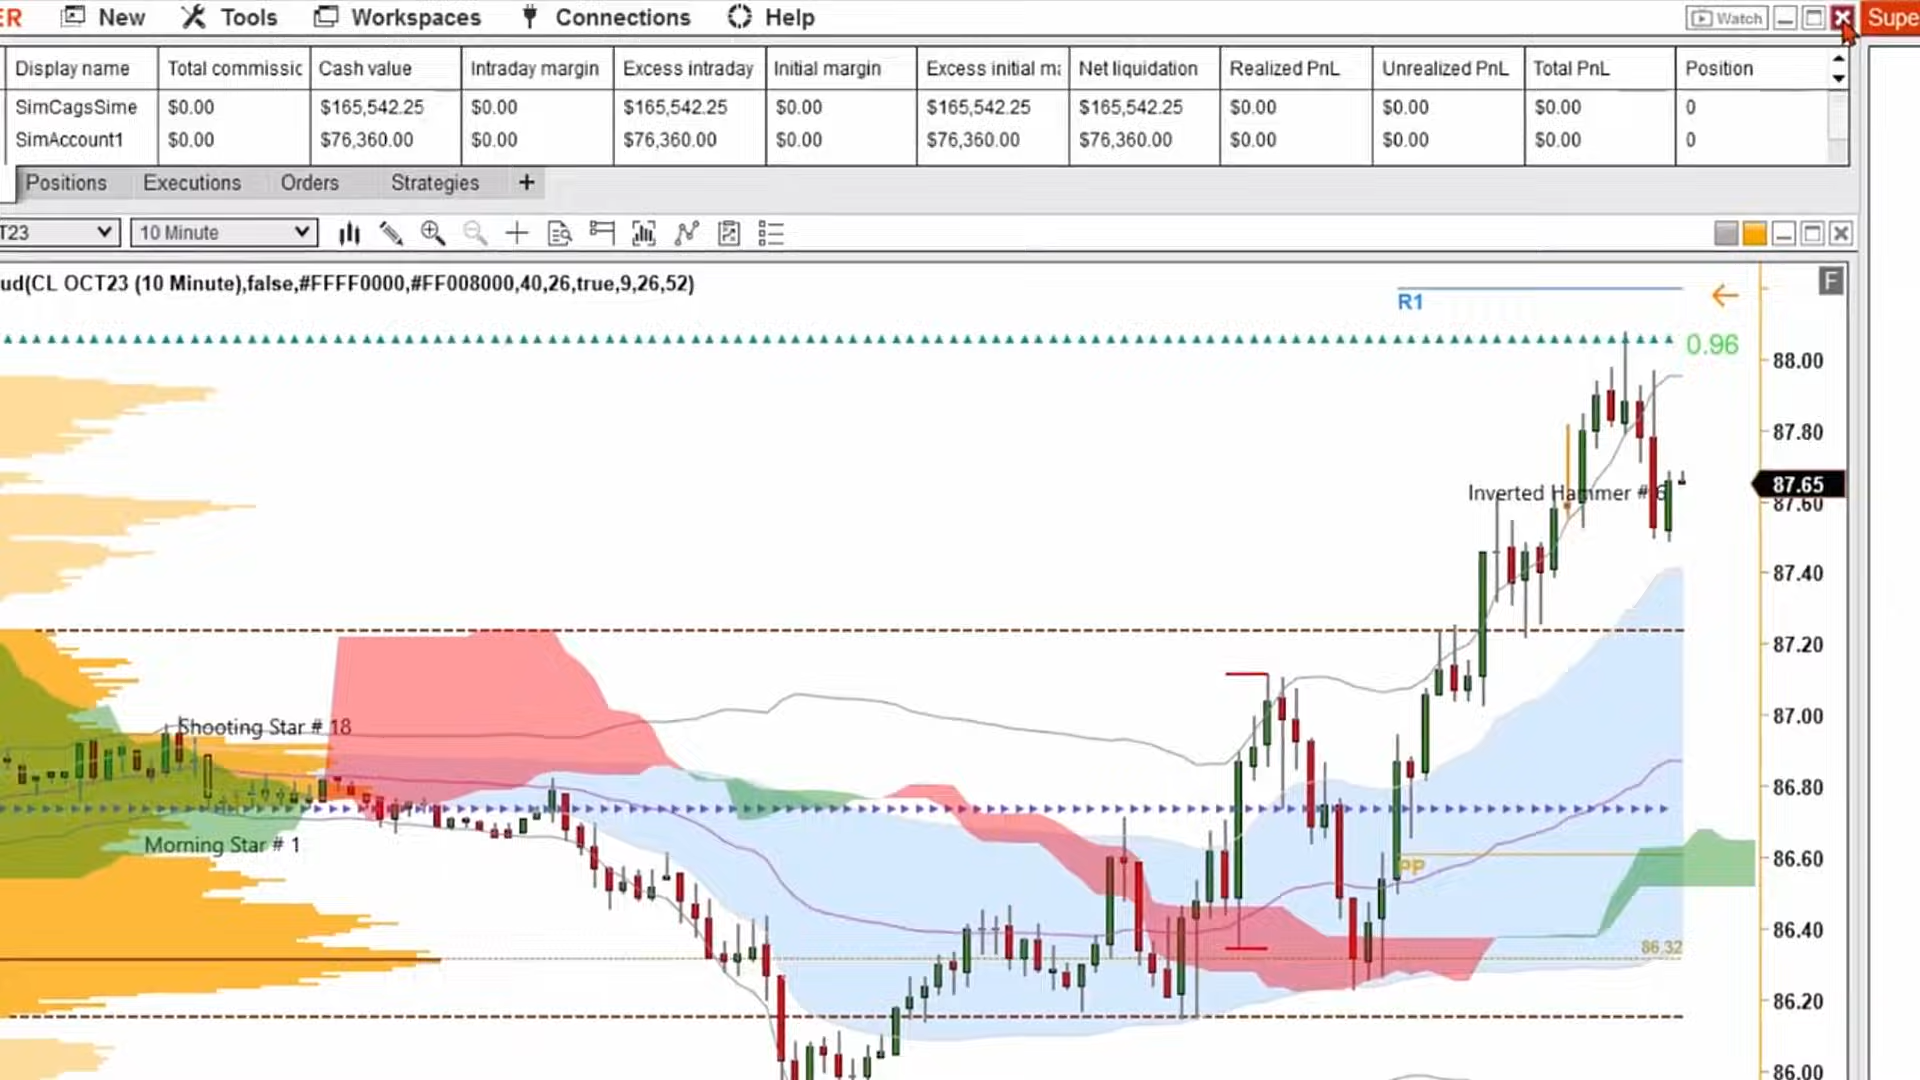 ER New Tools Workspaces Connections Help Watch Supe
Display name Total commissic Cash value Intraday margin Excess intraday Initial margin Excess initial ma Net liquidation Realized PnL Unrealized PnL Total PnL Position
SimCagsSime $0.00 $165,542.25 $0.00 $165,542.25 $0.00 $165,542.25 $165,542.25 $0.00 $0.00 $0.00 0
SimAccount1 $0.00 $76,360.00 $0.00 $76,360.00 $0.00 $76,360.00 $76,360.00 $0.00 $0.00 $0.00 0
Positions Executions Orders Strategies +
T23 10 Minute
ud(CL OCT23 (10 Minute),false,#FFFF0000,#FF008000,40,26,true,9,26,52) F
R1
0.96
88.00
87.80
87.65
Inverted Hammer # 6
87.60
87.40
87.20
87.00
Shooting Star # 18
86.80
Morning Star # 1
86.60
PP
86.40
86.32
86.20
86.00